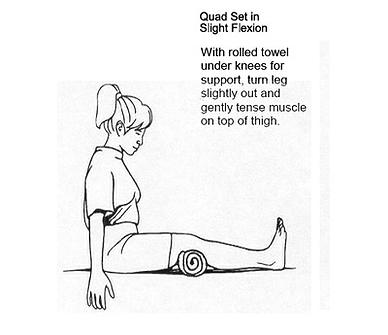 Quad Set in
Slight Flexion
With rolled towel
under knees for
support, turn leg
slightly out and
gently tense muscle
on top of thigh.